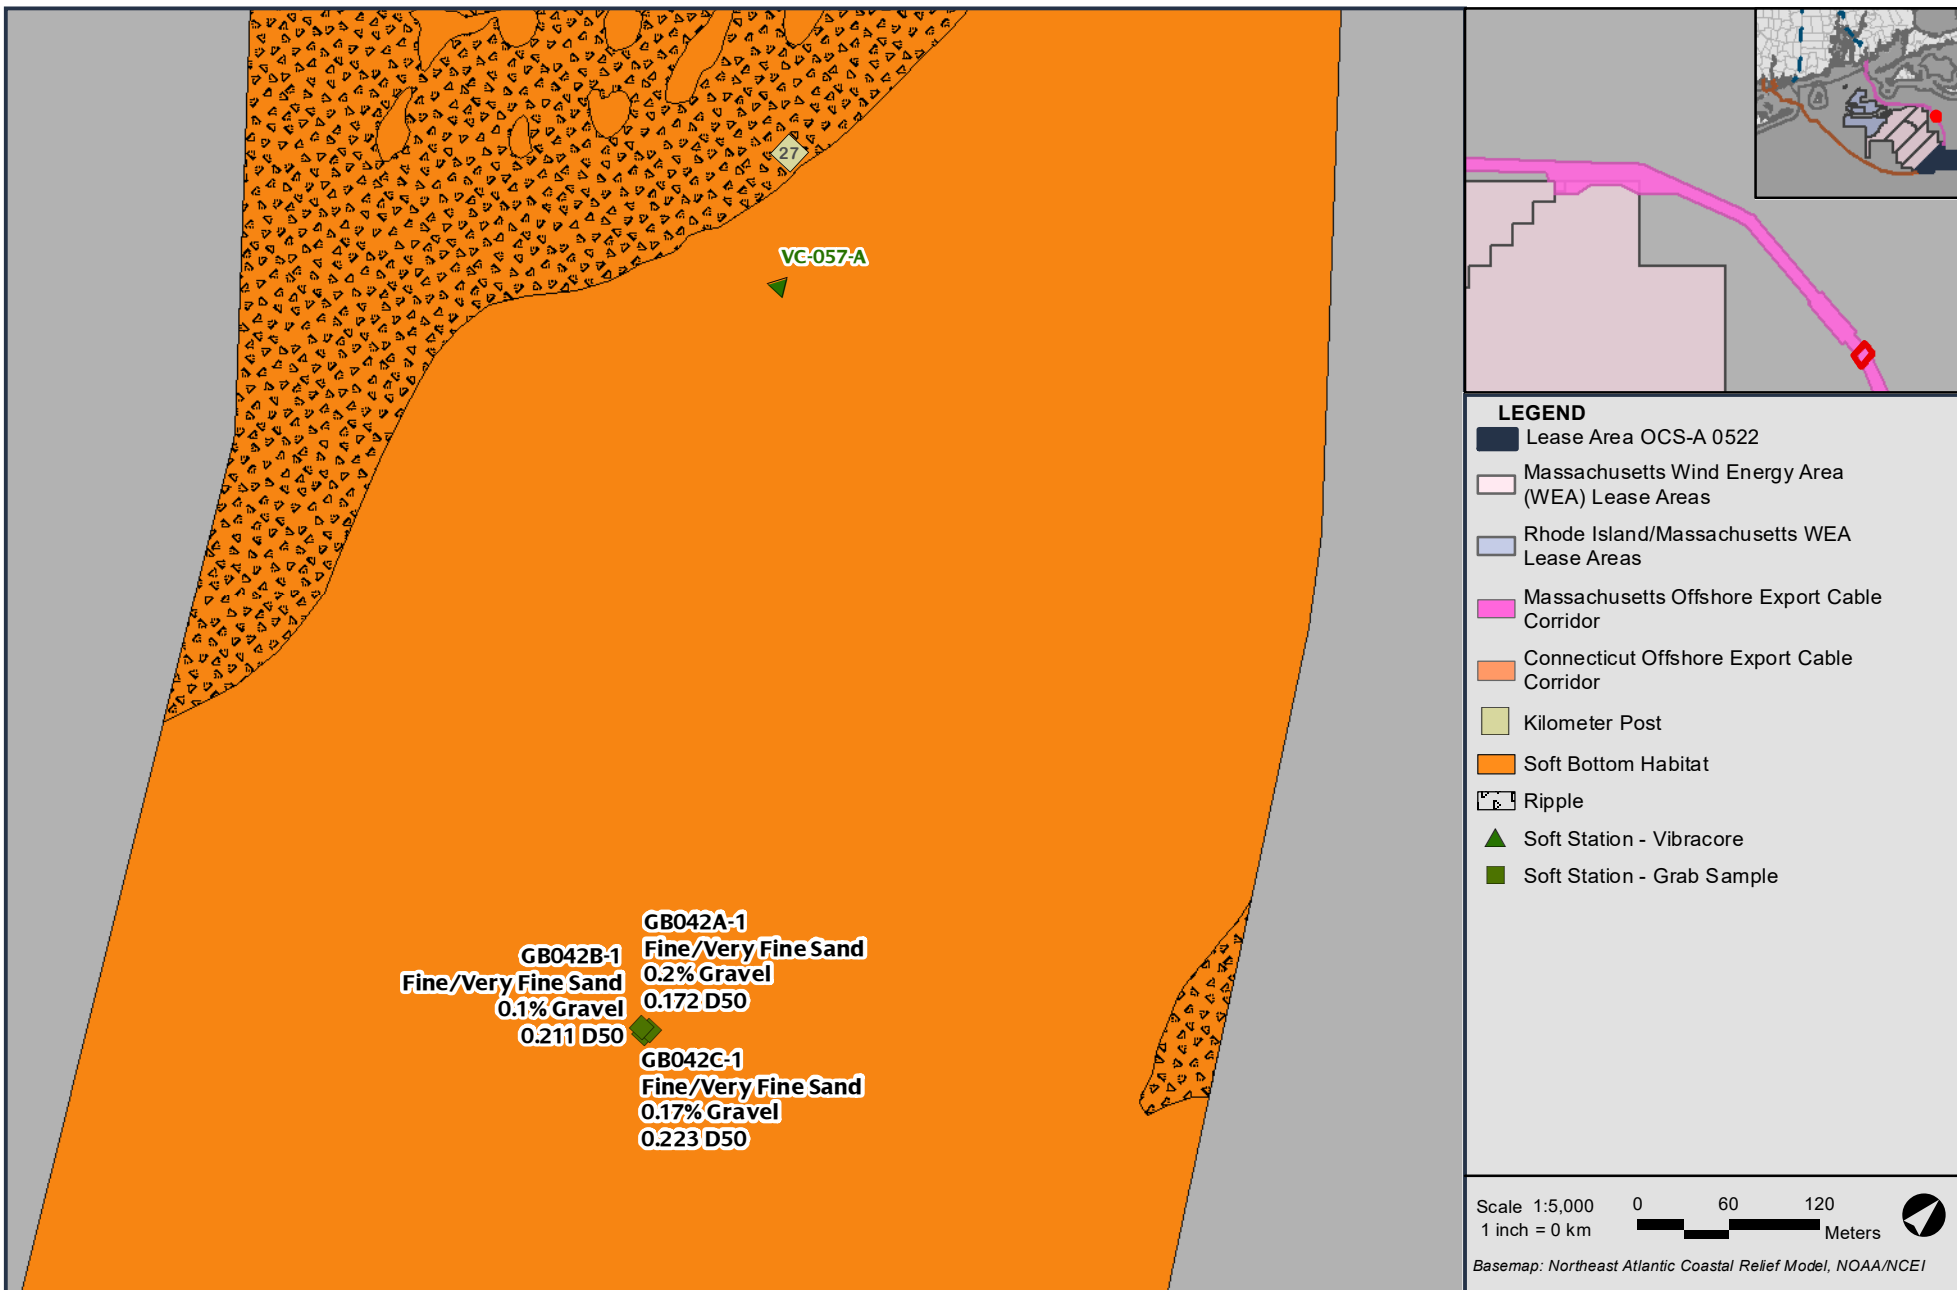 27
VC-057-A
GB042A-1
Fine/Very Fine Sand
0.2% Gravel
0.172 D50
GB042B-1
Fine/Very Fine Sand
0.1% Gravel
0.211 D50
GB042C-1
Fine/Very Fine Sand
0.17% Gravel
0.223 D50
LEGEND
Lease Area OCS-A 0522
Massachusetts Wind Energy Area
(WEA) Lease Areas
Rhode Island/Massachusetts WEA
Lease Areas
Massachusetts Offshore Export Cable
Corridor
Connecticut Offshore Export Cable
Corridor
Kilometer Post
Soft Bottom Habitat
Ripple
Soft Station - Vibracore
Soft Station - Grab Sample
Scale 1:5,000
1 inch = 0 km
0 60 120
Meters
Basemap: Northeast Atlantic Coastal Relief Model, NOAA/NCEI